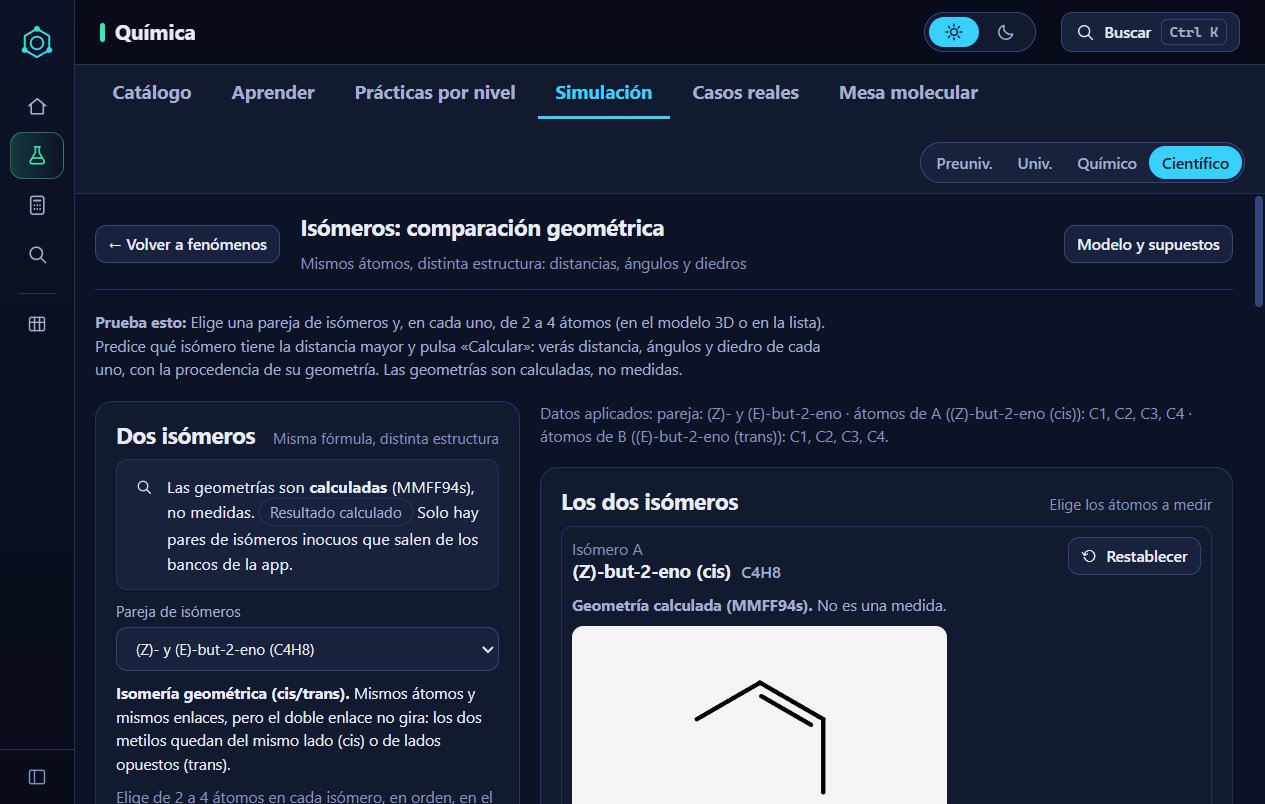 Química
Buscar Ctrl K
Catálogo Aprender Prácticas por nivel Simulación Casos reales Mesa molecular
Preuniv. Univ. Químico Científico
← Volver a fenómenos
Isómeros: comparación geométrica
Mismos átomos, distinta estructura: distancias, ángulos y diedros
Modelo y supuestos
Prueba esto: Elige una pareja de isómeros y, en cada uno, de 2 a 4 átomos (en el modelo 3D o en la lista).
Predice qué isómero tiene la distancia mayor y pulsa «Calcular»: verás distancia, ángulos y diedro de cada
uno, con la procedencia de su geometría. Las geometrías son calculadas, no medidas.
Dos isómeros Misma fórmula, distinta estructura
Las geometrías son calculadas (MMFF94s),
no medidas. Resultado calculado Solo hay
pares de isómeros inocuos que salen de los
bancos de la app.
Pareja de isómeros
(Z)- y (E)-but-2-eno (C4H8)
Isomería geométrica (cis/trans). Mismos átomos y
mismos enlaces, pero el doble enlace no gira: los dos
metilos quedan del mismo lado (cis) o de lados
opuestos (trans).
Elige de 2 a 4 átomos en cada isómero, en orden, en el
Datos aplicados: pareja: (Z)- y (E)-but-2-eno · átomos de A ((Z)-but-2-eno (cis)): C1, C2, C3, C4 ·
átomos de B ((E)-but-2-eno (trans)): C1, C2, C3, C4.
Los dos isómeros Elige los átomos a medir
Isómero A
(Z)-but-2-eno (cis) C4H8
Restablecer
Geometría calculada (MMFF94s). No es una medida.